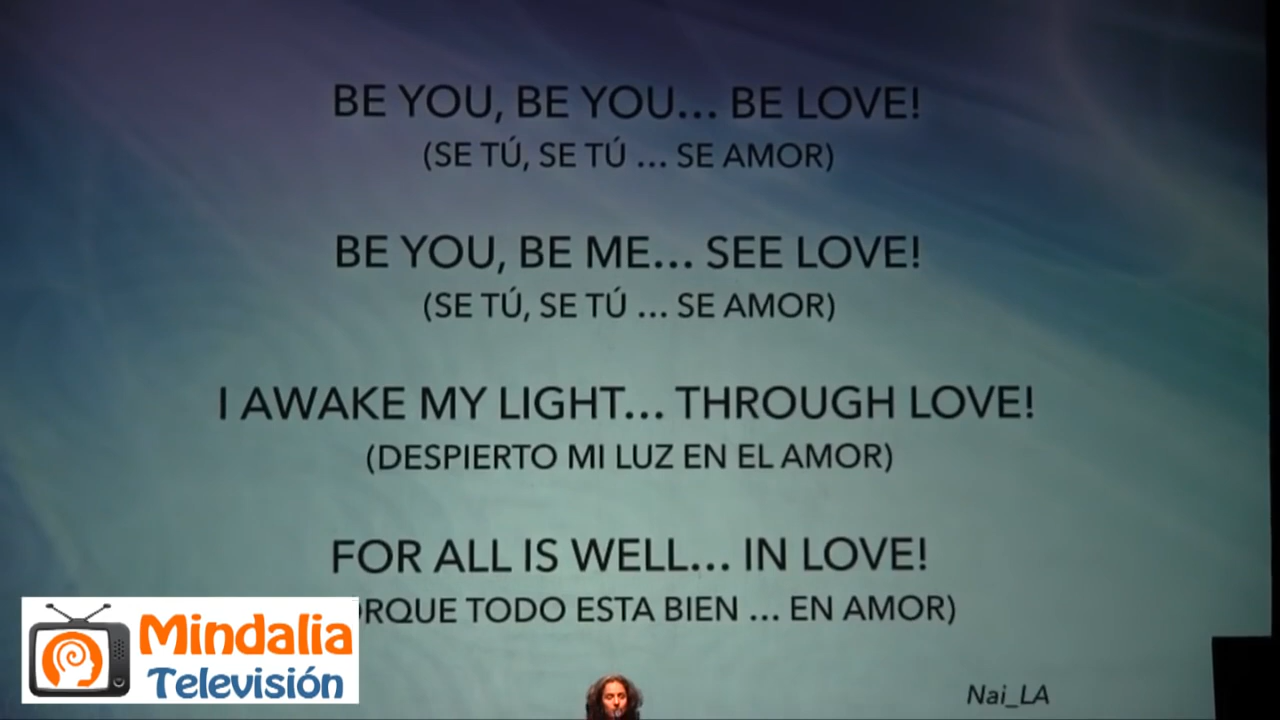 BE YOU, BE YOU... BE LOVE!
(SE TÚ, SE TÚ ... SE AMOR)
BE YOU, BE ME... SEE LOVE!
(SE TÚ, SE TÚ ... SE AMOR)
I AWAKE MY LIGHT... THROUGH LOVE!
(DESPIERTO MI LUZ EN EL AMOR)
FOR ALL IS WELL... IN LOVE!
TODO ESTA BIEN ... EN AMOR)
Mindalia
Televisión
Nai_LA